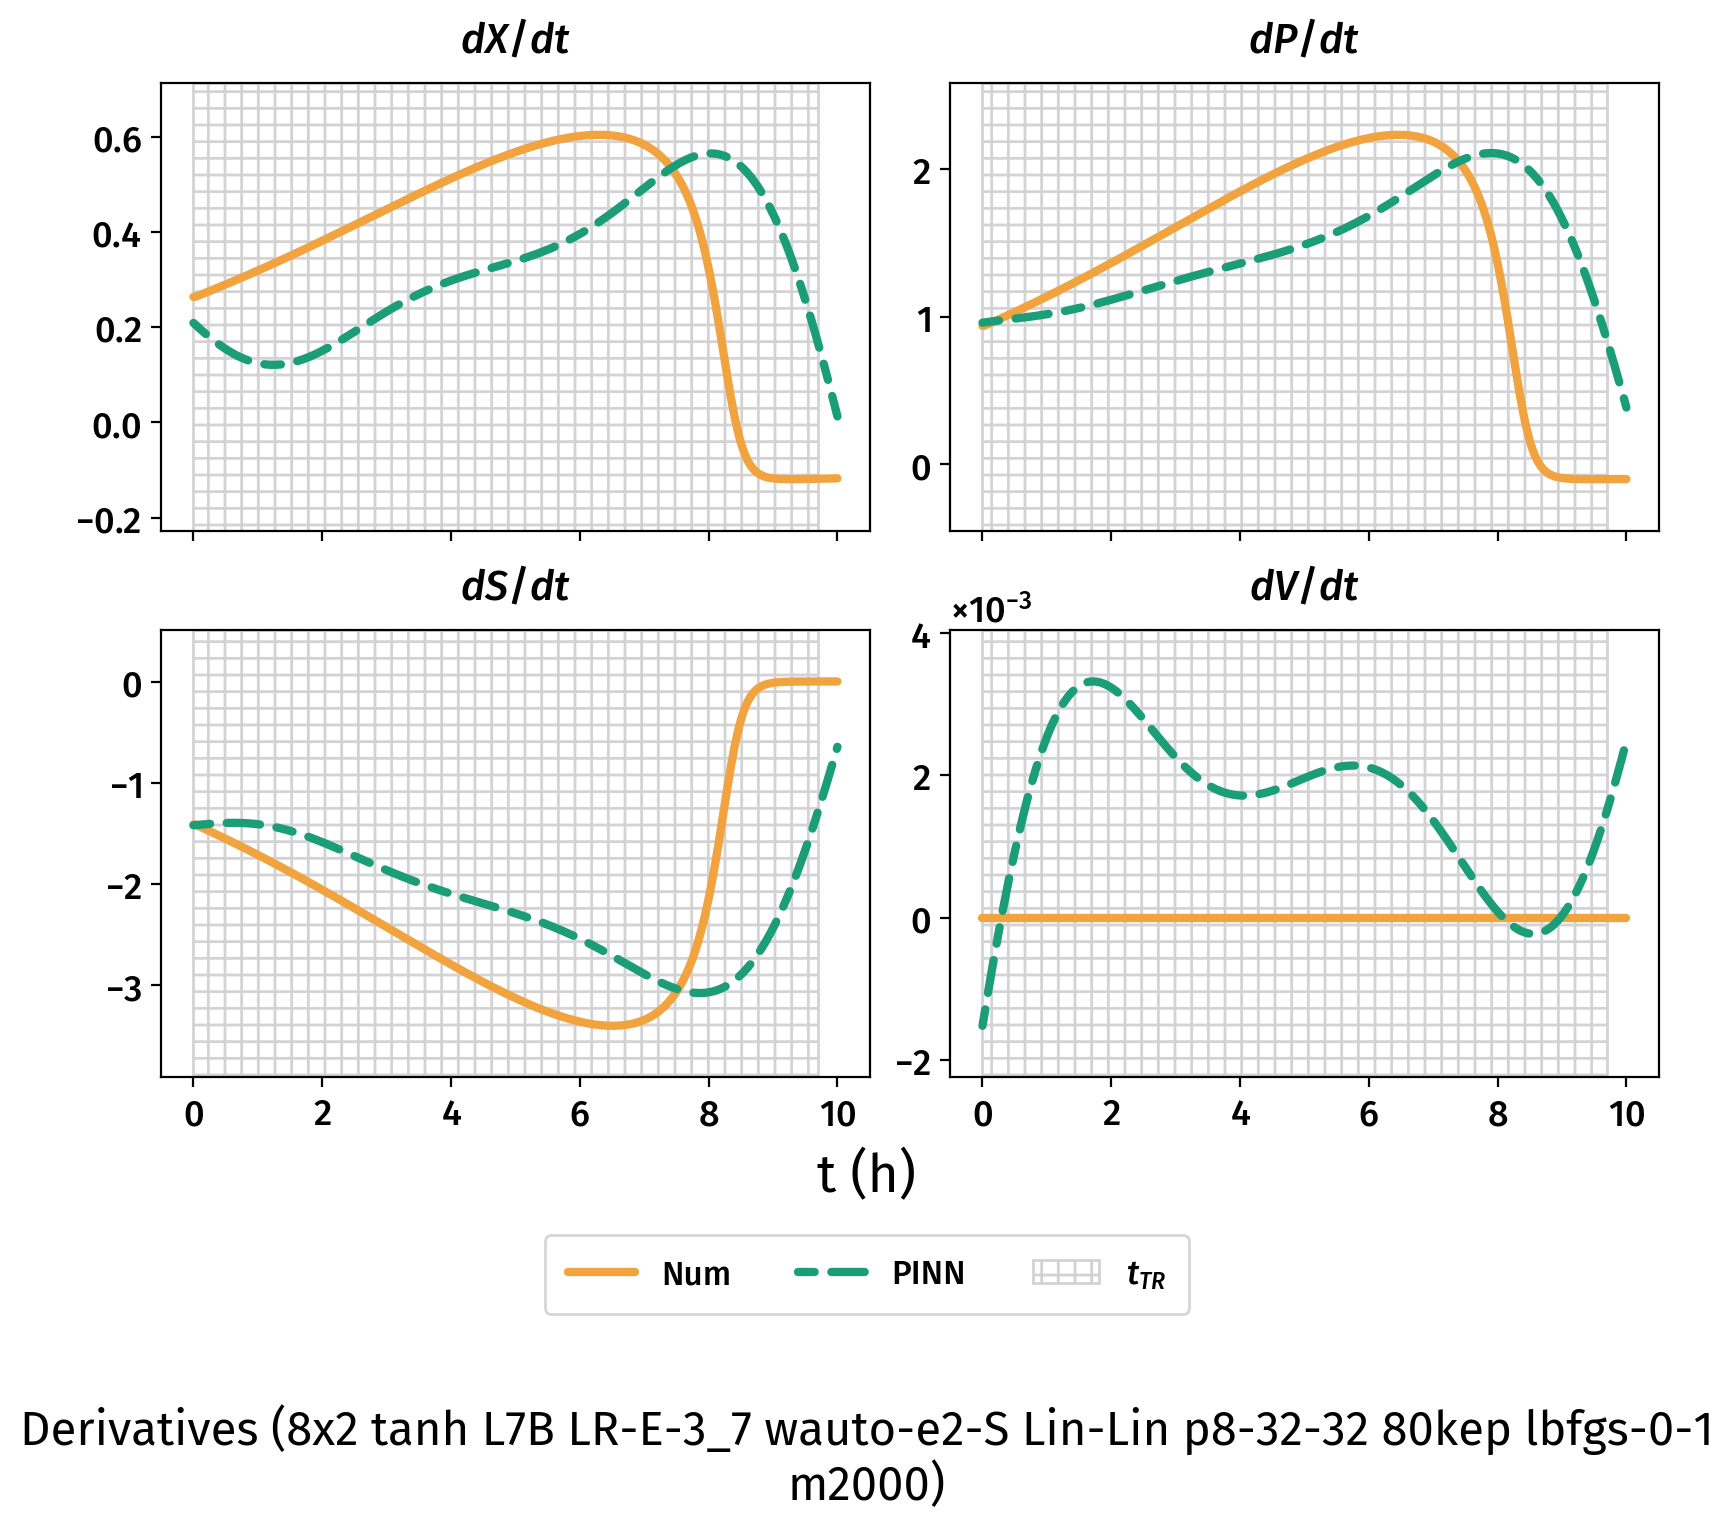 dX/dt
dP/dt
0.6
0.4
0.2
0.0
−0.2
2
1
0
dS/dt
dV/dt
×10⁻³
0
−1
−2
−3
4
2
0
−2
0 2 4 6 8 10
0 2 4 6 8 10
t (h)
Num PINN t_TR
Derivatives (8x2 tanh L7B LR-E-3_7 wauto-e2-S Lin-Lin p8-32-32 80kep lbfgs-0-1
m2000)